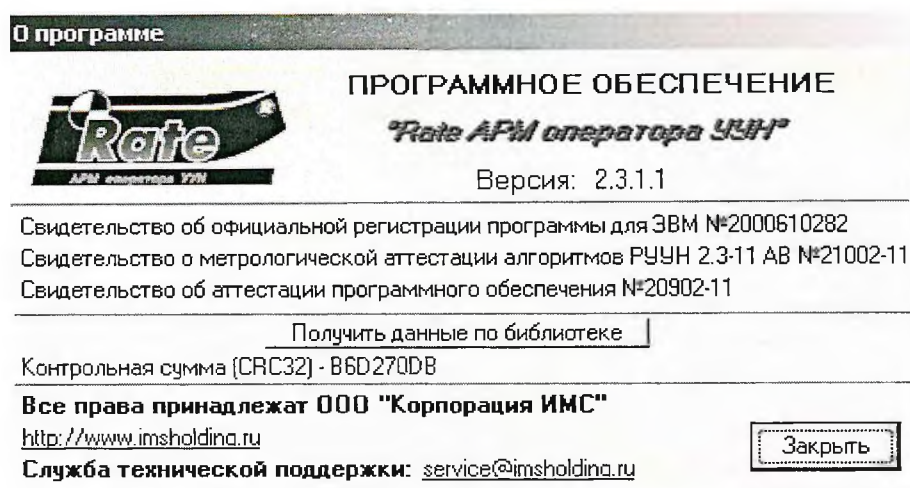 О программе
Rate
АРМ оператора УУН
ПРОГРАММНОЕ ОБЕСПЕЧЕНИЕ
"Rate АРМ оператора УУН"
Версия: 2.3.1.1
Свидетельство об официальной регистрации программы для ЭВМ №2000610282
Свидетельство о метрологической аттестации алгоритмов РУУН 2.3-11 АВ №21002-11
Свидетельство об аттестации программного обеспечения №20902-11
Получить данные по библиотеке
Контрольная сумма (CRC32) - B6D270DB
Все права принадлежат ООО "Корпорация ИМС"
http://www.imsholding.ru
Закрыть
Служба технической поддержки: service@imsholding.ru